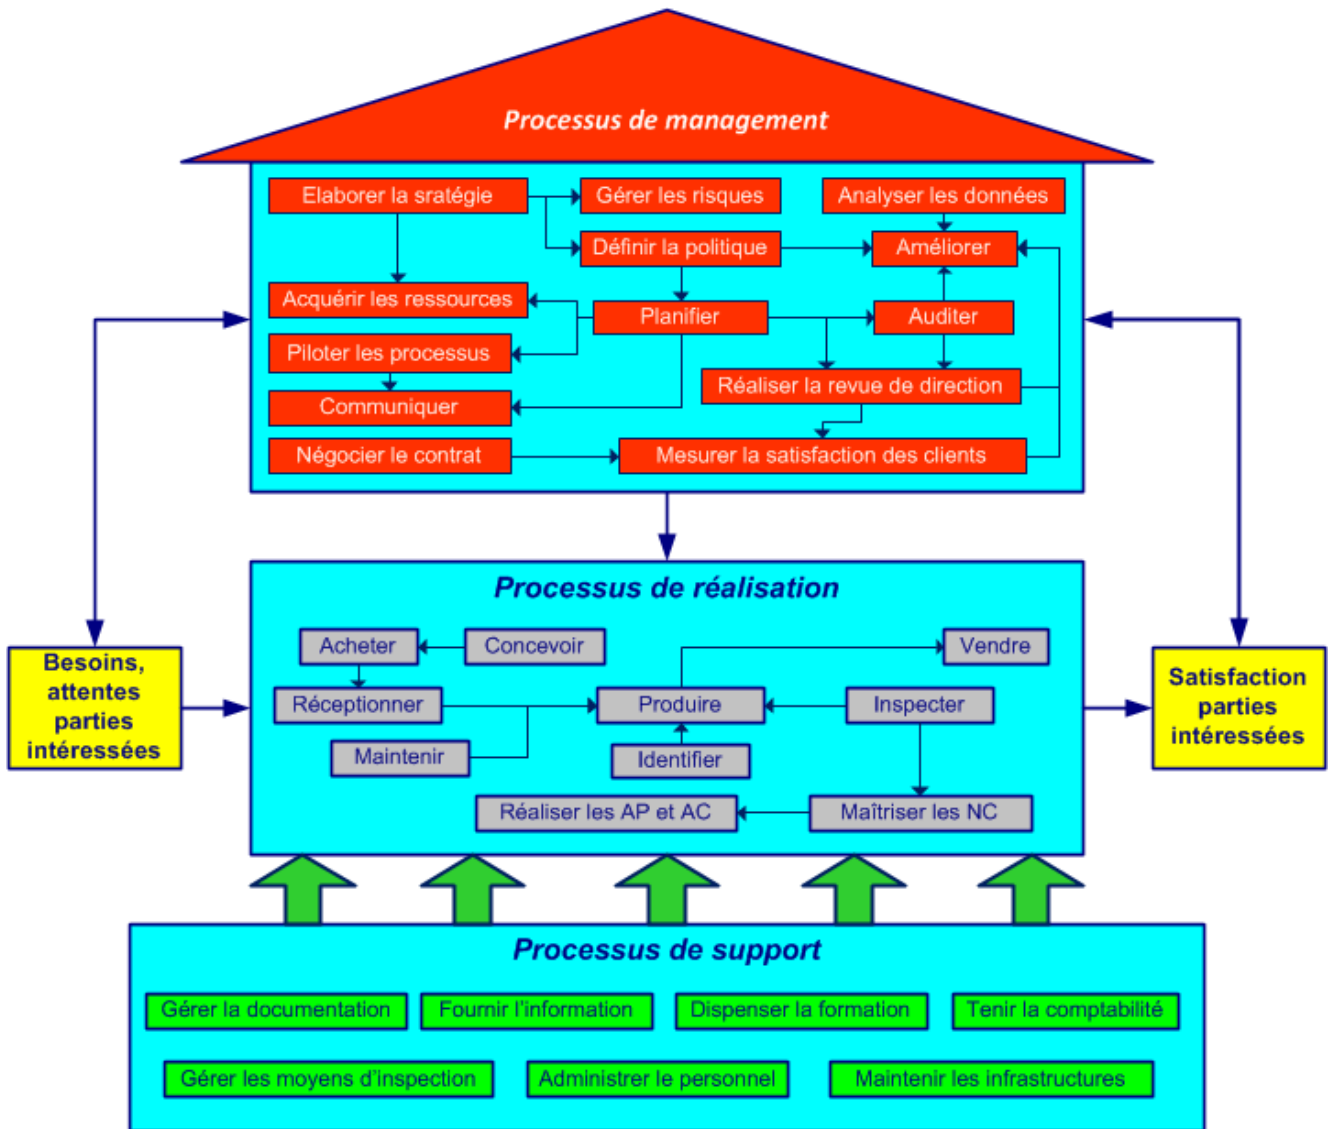 Processus de management
Elaborer la sratégie
Gérer les risques
Analyser les données
Définir la politique
Améliorer
Acquérir les ressources
Planifier
Auditer
Piloter les processus
Réaliser la revue de direction
Communiquer
Négocier le contrat
Mesurer la satisfaction des clients
Processus de réalisation
Acheter
Concevoir
Vendre
Besoins,
attentes
parties
intéressées
Réceptionner
Produire
Inspecter
Satisfaction
parties
intéressées
Maintenir
Identifier
Réaliser les AP et AC
Maîtriser les NC
Processus de support
Gérer la documentation
Fournir l’information
Dispenser la formation
Tenir la comptabilité
Gérer les moyens d’inspection
Administrer le personnel
Maintenir les infrastructures